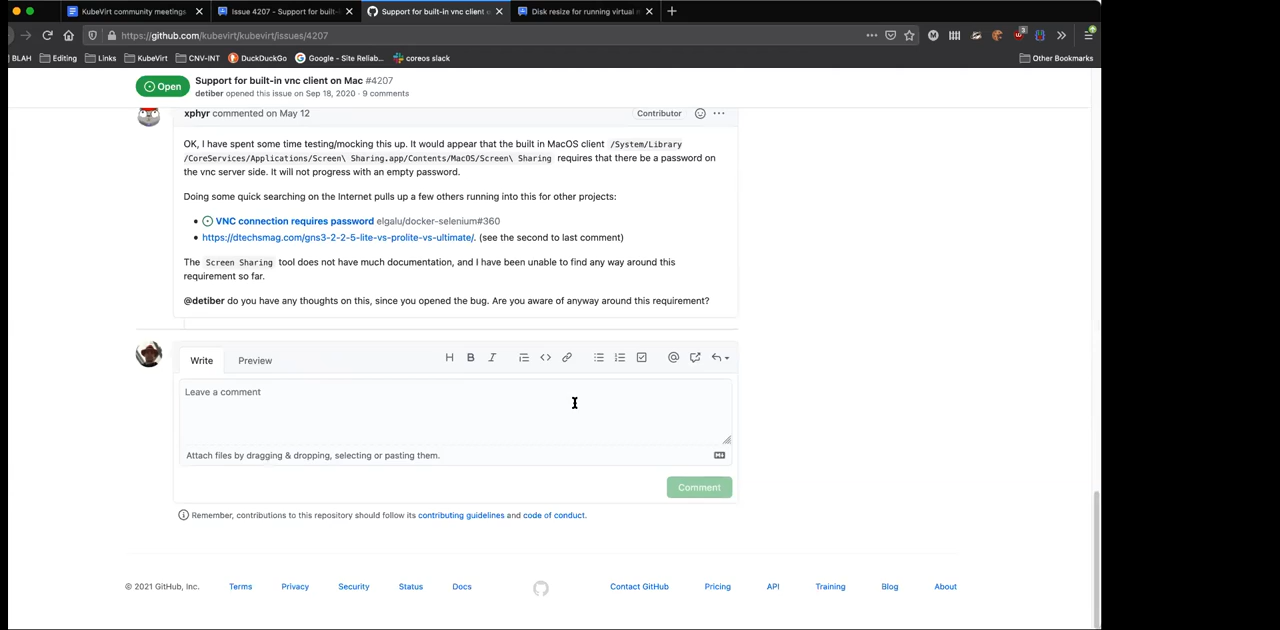 KubeVirt community meetings
Issue 4207 - Support for built-
Support for built-in vnc client
Disk resize for running virtual
https://github.com/kubevirt/kubevirt/issues/4207
3
BLAH
Editing
Links
KubeVirt
CNV-INT
DuckDuckGo
Google - Site Reliab...
coreos slack
Other Bookmarks
Open
Support for built-in vnc client on Mac #4207
detiber opened this issue on Sep 18, 2020 · 9 comments
xphyr commented on May 12
Contributor
OK, I have spent some time testing/mocking this up. It would appear that the built in MacOS client /System/Library
/CoreServices/Applications/Screen\ Sharing.app/Contents/MacOS/Screen\ Sharing requires that there be a password on
the vnc server side. It will not progress with an empty password.
Doing some quick searching on the Internet pulls up a few others running into this for other projects:
• VNC connection requires password elgalu/docker-selenium#360
• https://dtechsmag.com/gns3-2-2-5-lite-vs-prolite-vs-ultimate/. (see the second to last comment)
The Screen Sharing tool does not have much documentation, and I have been unable to find any way around this
requirement so far.
@detiber do you have any thoughts on this, since you opened the bug. Are you aware of anyway around this requirement?
Write
Preview
H B I
Leave a comment
Attach files by dragging & dropping, selecting or pasting them.
Comment
Remember, contributions to this repository should follow its contributing guidelines and code of conduct.
© 2021 GitHub, Inc.
Terms
Privacy
Security
Status
Docs
Contact GitHub
Pricing
API
Training
Blog
About